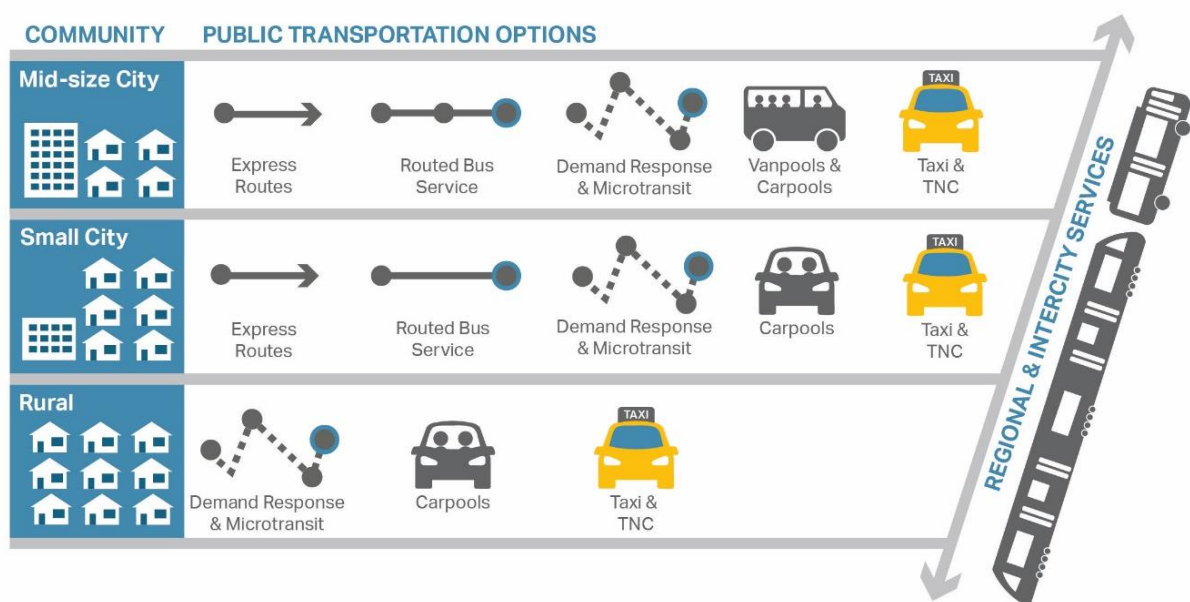 COMMUNITY
PUBLIC TRANSPORTATION OPTIONS
Mid-size City
Express
Routes
Routed Bus
Service
Demand Response
& Microtransit
Vanpools &
Carpools
TAXI
Taxi &
TNC
Small City
Express
Routes
Routed Bus
Service
Demand Response
& Microtransit
Carpools
TAXI
Taxi &
TNC
Rural
Demand Response
& Microtransit
Carpools
TAXI
Taxi &
TNC
REGIONAL & INTERCITY SERVICES